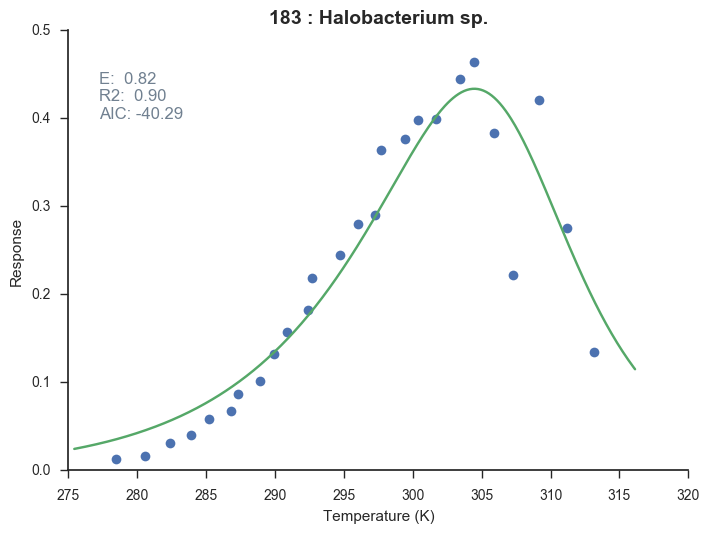 183 : Halobacterium sp.
E:  0.82
R2:  0.90
AIC: -40.29
Response
0.5
0.4
0.3
0.2
0.1
0.0
275 280 285 290 295 300 305 310 315 320
Temperature (K)